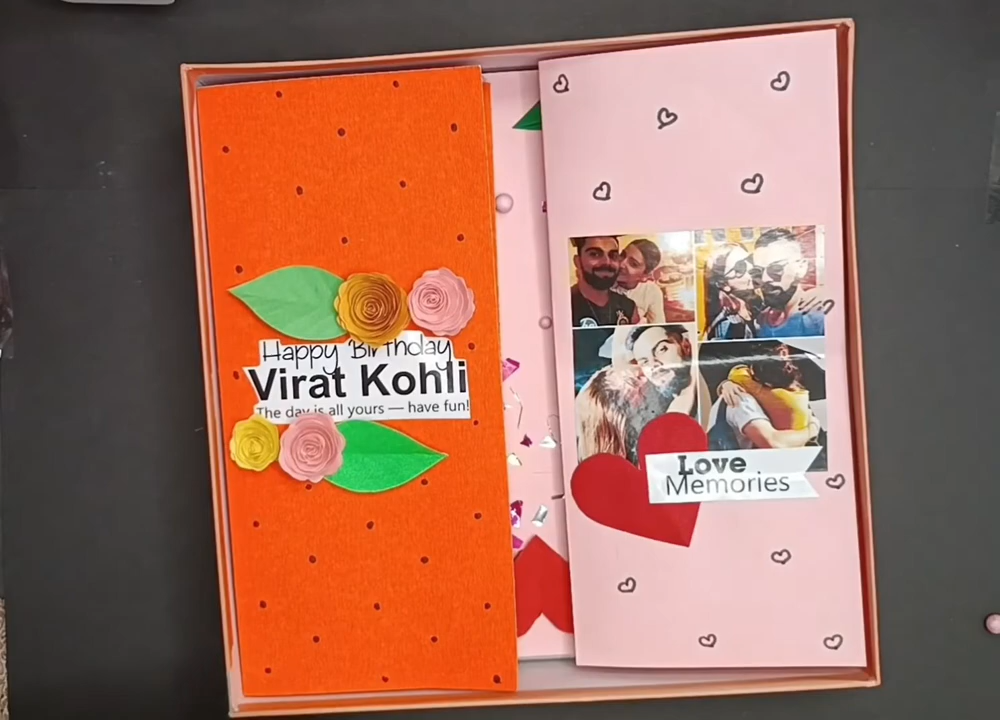 Happy Birthday
Virat Kohli
The day is all yours — have fun!
Love
Memories